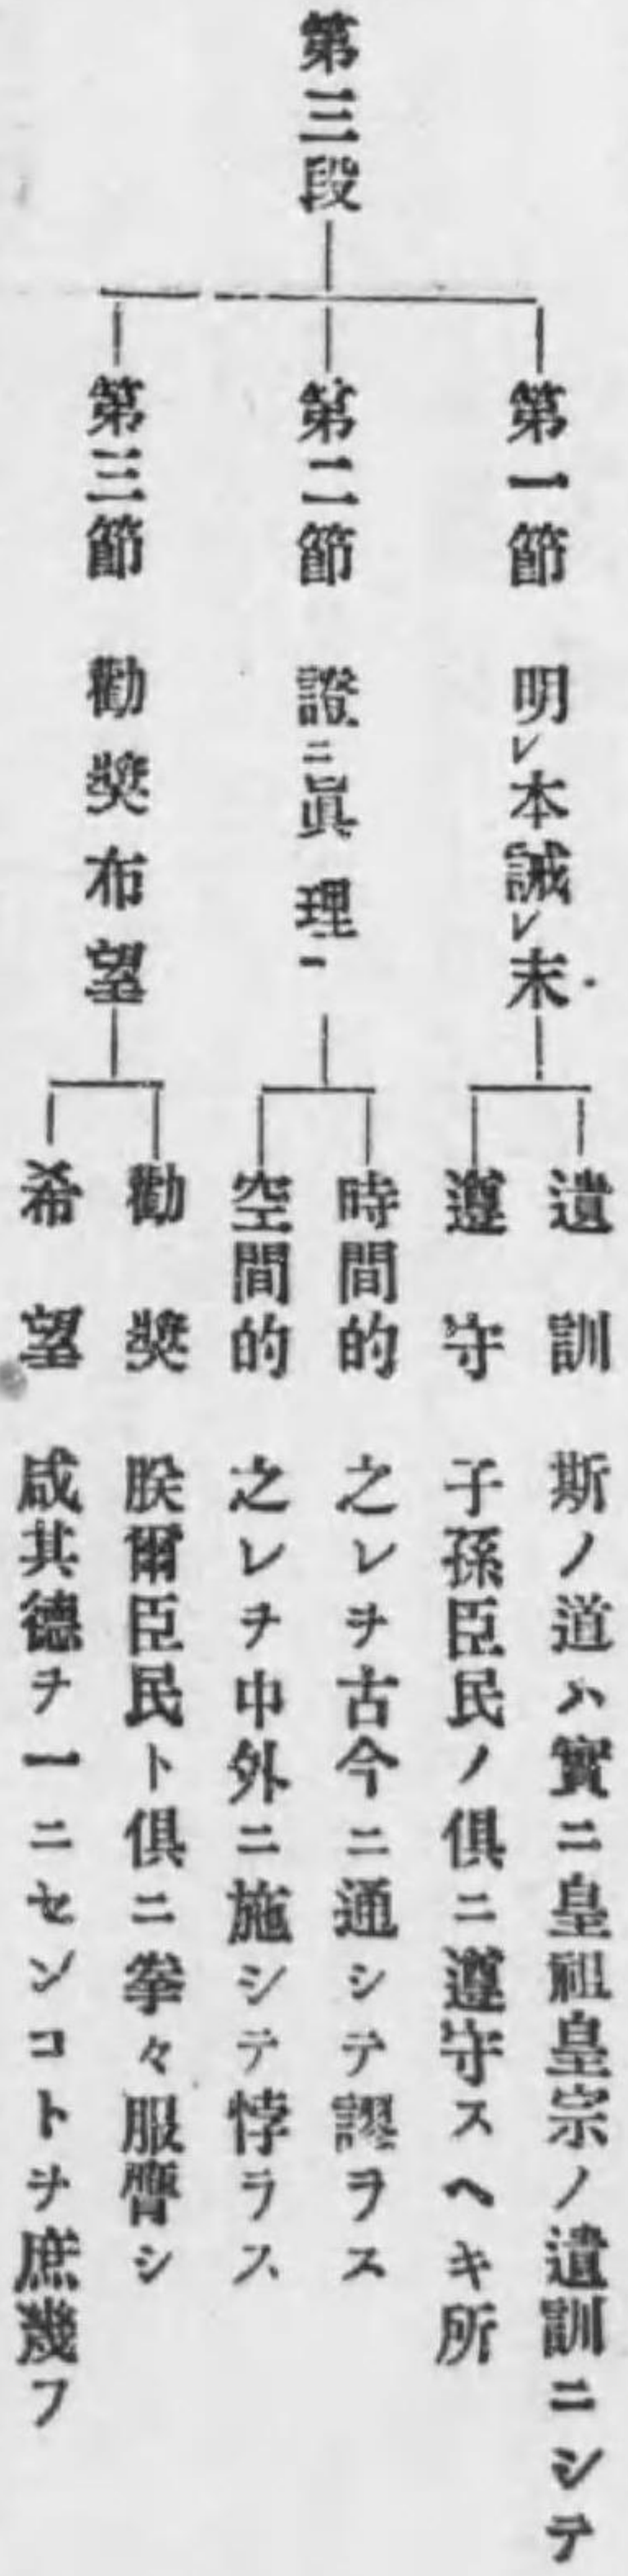 第三段
第一節 明レ本誡レ末
遺訓 斯ノ道ハ實ニ皇祖皇宗ノ遺訓ニシテ
遵守 子孫臣民ノ倶ニ遵守スヘキ所
第二節 證ニ眞理一
時間的 之レヲ古今ニ通シテ謬ラス
空間的 之レヲ中外ニ施シテ悖ラス
第三節 勸奬布望
勸奬 朕爾臣民ト倶ニ拳々服膺シ
希望 咸其德ヲ一ニセンコトヲ庶幾フ